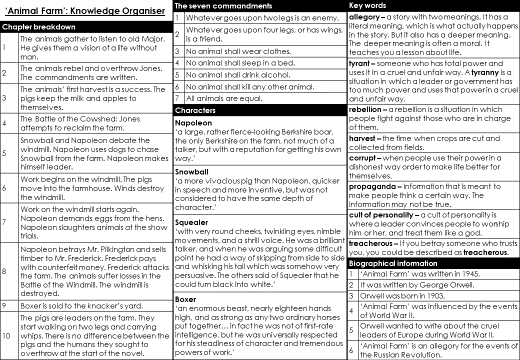 'Animal Farm': Knowledge Organiser
Chapter breakdown
1 The animals gather to listen to old Major. He gives them a vision of a life without man.
2 The animals rebel and overthrow Jones. The commandments are written.
3 The animals' first harvest is a success. The pigs keep the milk and apples to themselves.
4 The Battle of the Cowshed: Jones attempts to reclaim the farm.
5 Snowball and Napoleon debate the windmill. Napoleon uses dogs to chase Snowball from the farm. Napoleon makes himself leader.
6 Work begins on the windmill. The pigs move into the farmhouse. Winds destroy the windmill.
7 Work on the windmill starts again. Napoleon demands eggs from the hens. Napoleon slaughters animals at the show trials.
8 Napoleon betrays Mr. Pilkington and sells timber to Mr. Frederick. Frederick pays with counterfeit money. Frederick attacks the farm. The animals suffer losses in the Battle of the Windmill. The windmill is destroyed.
9 Boxer is sold to the knacker's yard.
10 The pigs are leaders on the farm. They start walking on two legs and carrying whips. There is no difference between the pigs and the humans they sought to overthrow at the start of the novel.
The seven commandments
1 Whatever goes upon two legs is an enemy.
2 Whatever goes upon four legs, or has wings, is a friend.
3 No animal shall wear clothes.
4 No animal shall sleep in a bed.
5 No animal shall drink alcohol.
6 No animal shall kill any other animal.
7 All animals are equal.
Characters
Napoleon
'a large, rather fierce-looking Berkshire boar, the only Berkshire on the farm, not much of a talker, but with a reputation for getting his own way.'
Snowball
'a more vivacious pig than Napoleon, quicker in speech and more inventive, but was not considered to have the same depth of character.'
Squealer
'with very round cheeks, twinkling eyes, nimble movements, and a shrill voice. He was a brilliant talker, and when he was arguing some difficult point he had a way of skipping from side to side and whisking his tail which was somehow very persuasive. The others said of Squealer that he could turn black into white.'
Boxer
'an enormous beast, nearly eighteen hands high, and as strong as any two ordinary horses put together... in fact he was not of first-rate intelligence, but he was universally respected for his steadiness of character and tremendous powers of work.'
Key words
allegory – a story with two meanings. It has a literal meaning, which is what actually happens in the story. But it also has a deeper meaning. The deeper meaning is often a moral. It teaches you a lesson about life.
tyrant – someone who has total power and uses it in a cruel and unfair way. A tyranny is a situation in which a leader or government has too much power and uses that power in a cruel and unfair way.
rebellion – a rebellion is a situation in which people fight against those who are in charge of them.
harvest – the time when crops are cut and collected from fields.
corrupt – when people use their power in a dishonest way order to make life better for themselves.
propaganda – information that is meant to make people think a certain way. The information may not be true.
cult of personality – a cult of personality is where a leader convinces people to worship him or her, and treat them like a god.
treacherous – If you betray someone who trusts you, you could be described as treacherous.
Biographical information
1 'Animal Farm' was written in 1945.
2 It was written by George Orwell.
3 Orwell was born in 1903.
4 'Animal Farm' was influenced by the events of World War II.
5 Orwell wanted to write about the cruel leaders of Europe during World War II.
6 'Animal Farm' is an allegory for the events of the Russian Revolution.